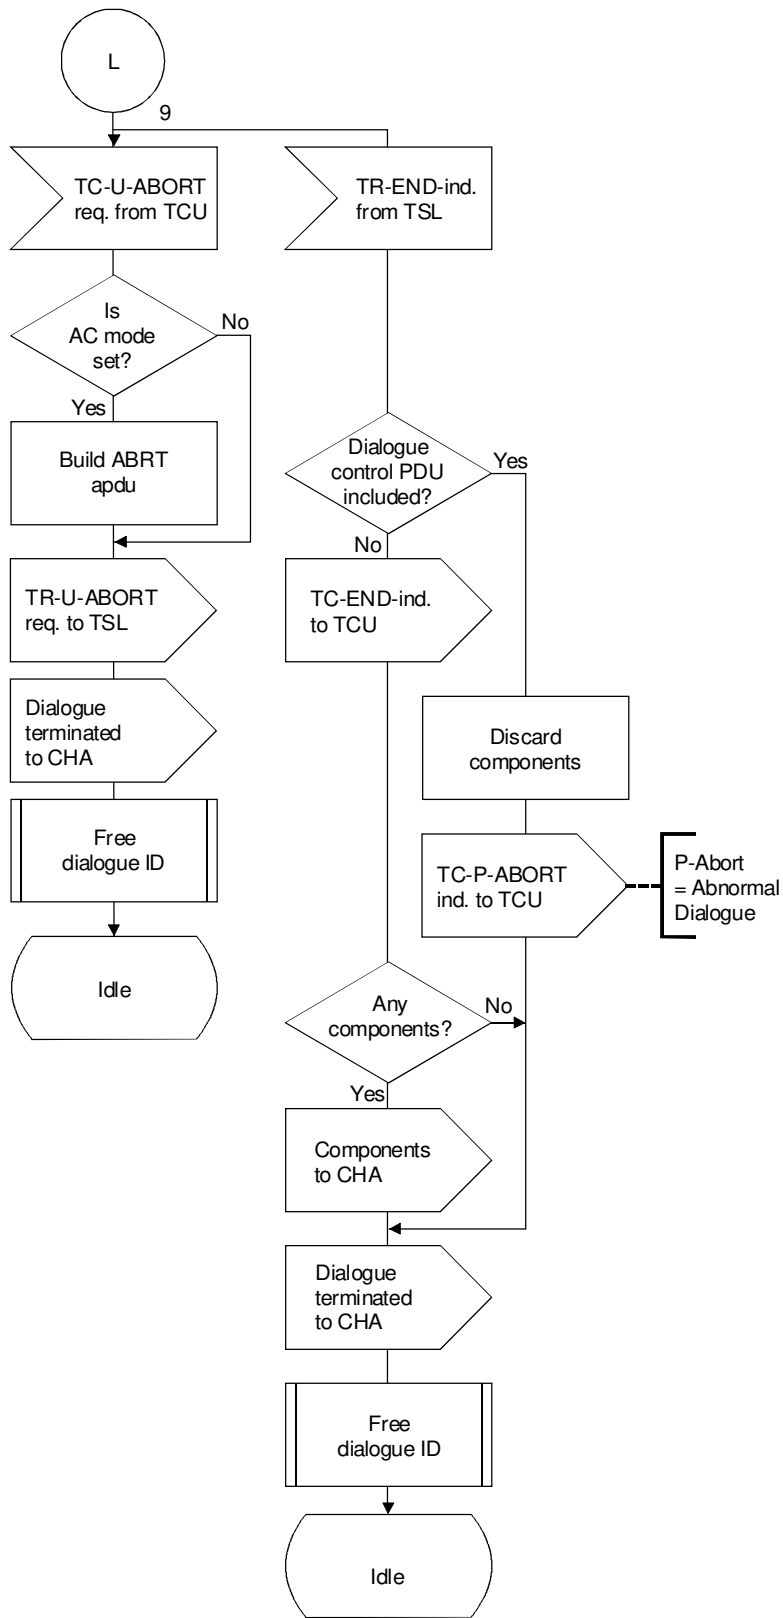 L
9
TC-U-ABORT
req. from TCU
TR-END-ind.
from TSL
Is
AC mode
set?
No
Yes
Build ABRT
apdu
Dialogue
control PDU
included?
Yes
No
TR-U-ABORT
req. to TSL
TC-END-ind.
to TCU
Dialogue
terminated
to CHA
Discard
components
Free
dialogue ID
TC-P-ABORT
ind. to TCU
P-Abort
= Abnormal
Dialogue
Idle
Any
components?
No
Yes
Components
to CHA
Dialogue
terminated
to CHA
Free
dialogue ID
Idle